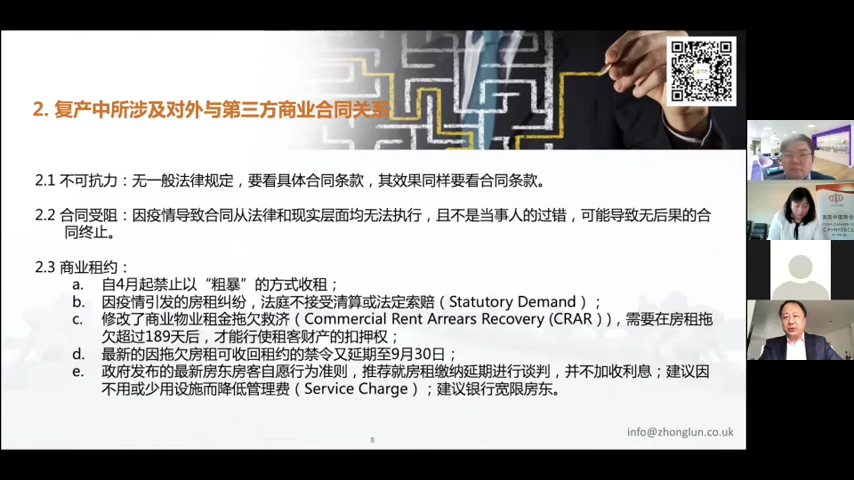 2. 复产中所涉及对外与第三方商业合同关系
2.1 不可抗力：无一般法律规定，要看具体合同条款，其效果同样要看合同条款。
2.2 合同受阻：因疫情导致合同从法律和现实层面均无法执行，且不是当事人的过错，可能导致无后果的合
同终止。
2.3 商业租约：
a. 自4月起禁止以“粗暴”的方式收租；
b. 因疫情引发的房租纠纷，法庭不接受清算或法定索赔（Statutory Demand）；
c. 修改了商业物业租金拖欠救济（Commercial Rent Arrears Recovery (CRAR)），需要在房租拖
欠超过189天后，才能行使租客财产的扣押权；
d. 最新的因拖欠房租可收回租约的禁令又延期至9月30日；
e. 政府发布的最新房东房客自愿行为准则，推荐就房租缴纳延期进行谈判，并不加收利息；建议因
不用或少用设施而降低管理费（Service Charge）；建议银行宽限房东。
info@zhonglun.co.uk
8
英国中国商会